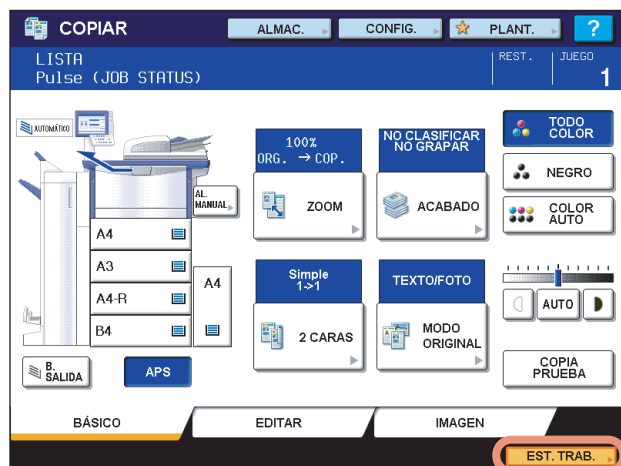 COPIAR
ALMAC.
CONFIG.
PLANT.
?
LISTA
REST.
JUEGO
Pulse (JOB STATUS)
1
AUTOMÁTICO
100%
ORG. → COP.
NO CLASIFICAR
NO GRAPAR
TODO
COLOR
NEGRO
AL.
MANUAL
ZOOM
ACABADO
COLOR
AUTO
A4
A3
A4
A4-R
B4
Simple
1->1
TEXTO/FOTO
AUTO
2 CARAS
MODO
ORIGINAL
B.
SALIDA
APS
COPIA
PRUEBA
BÁSICO
EDITAR
IMAGEN
EST. TRAB.